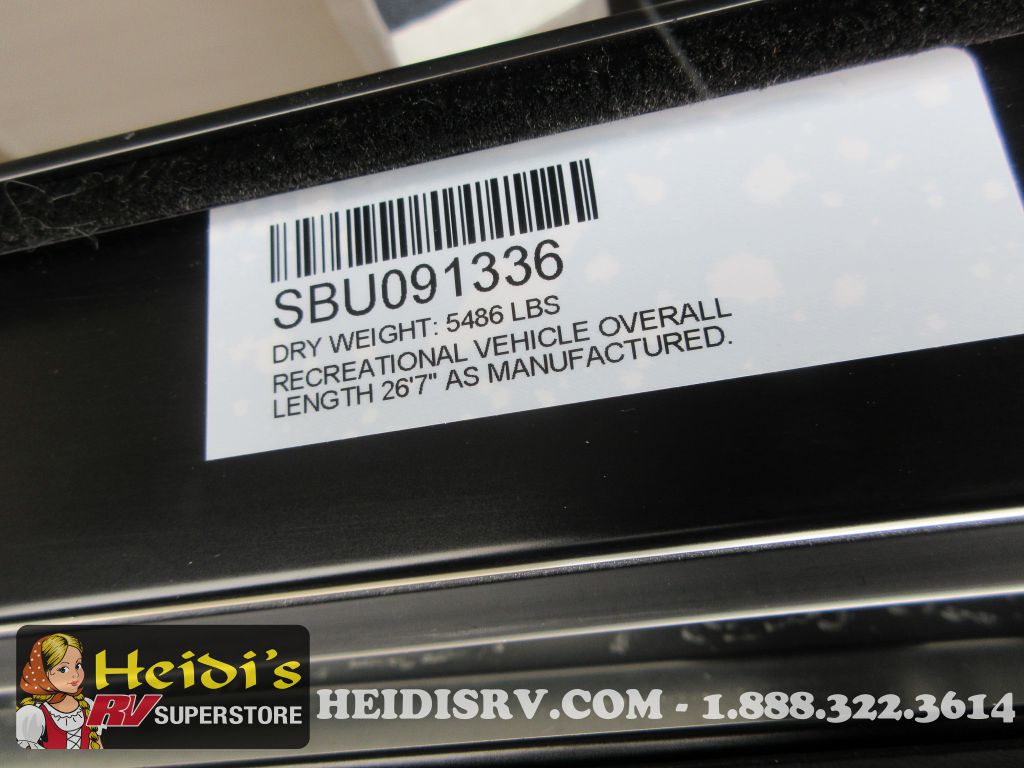 SBU091336
DRY WEIGHT: 5486 LBS
RECREATIONAL VEHICLE OVERALL
LENGTH 26'7" AS MANUFACTURED.
Heidi's
RV SUPERSTORE
HEIDISRV.COM - 1.888.322.3614